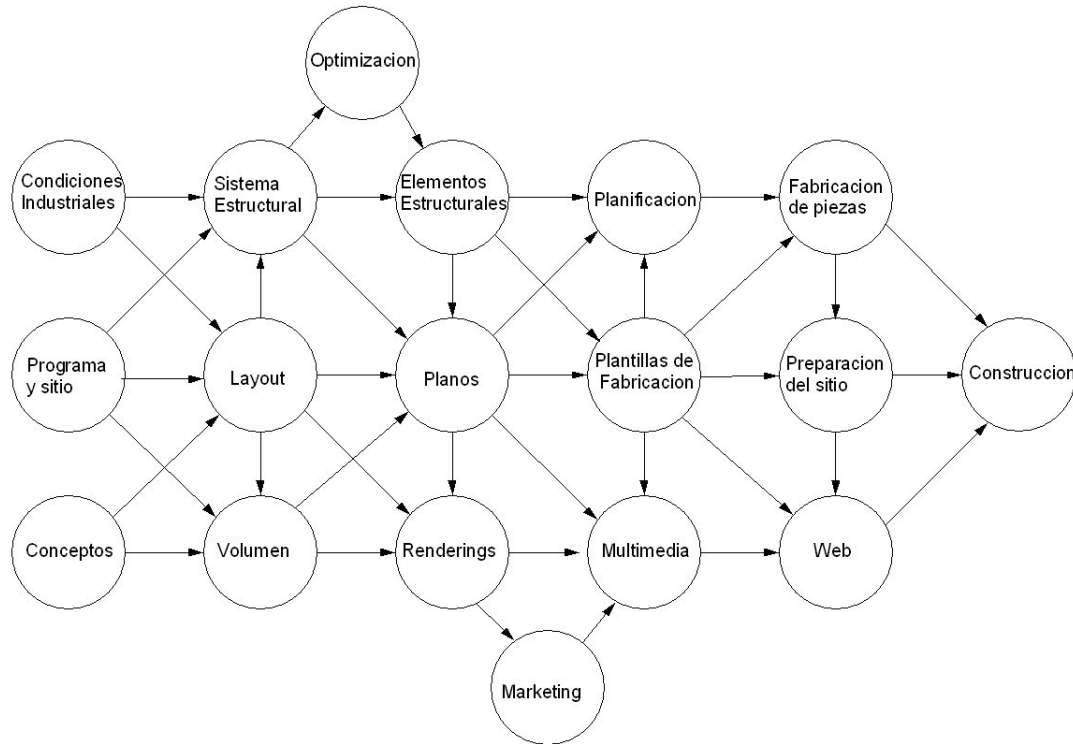 Optimizacion
Condiciones
Industriales
Sistema
Estructural
Elementos
Estructurales
Planificacion
Fabricacion
de piezas
Programa
y sitio
Layout
Planos
Plantillas de
Fabricacion
Preparacion
del sitio
Construccion
Conceptos
Volumen
Renderings
Multimedia
Web
Marketing